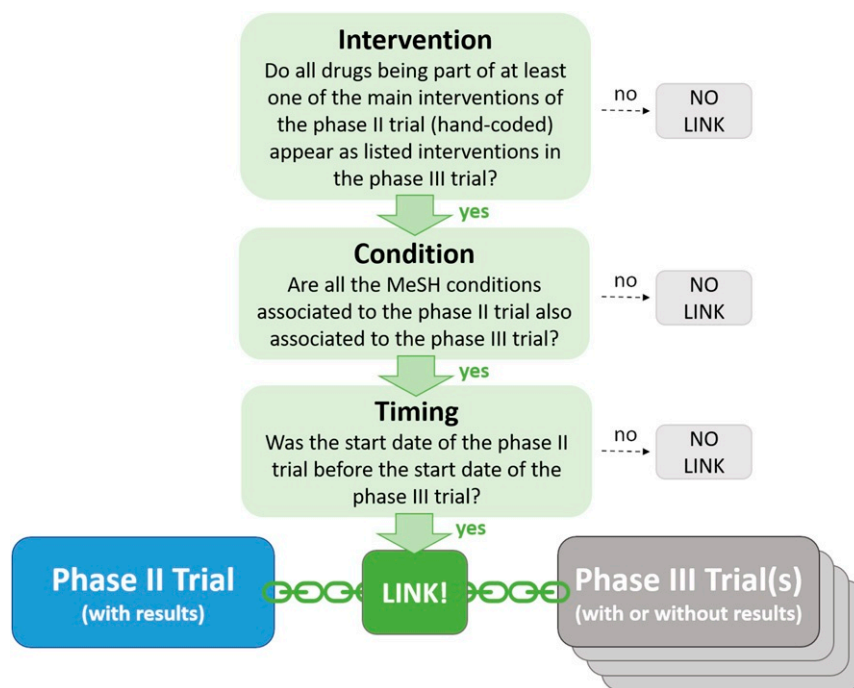 Intervention
Do all drugs being part of at least
one of the main interventions of
the phase II trial (hand-coded)
appear as listed interventions in
the phase III trial?
no
NO
LINK
yes
Condition
Are all the MeSH conditions
associated to the phase II trial also
associated to the phase III trial?
no
NO
LINK
yes
Timing
Was the start date of the phase II
trial before the start date of the
phase III trial?
no
NO
LINK
yes
Phase II Trial
(with results)
LINK!
Phase III Trial(s)
(with or without results)